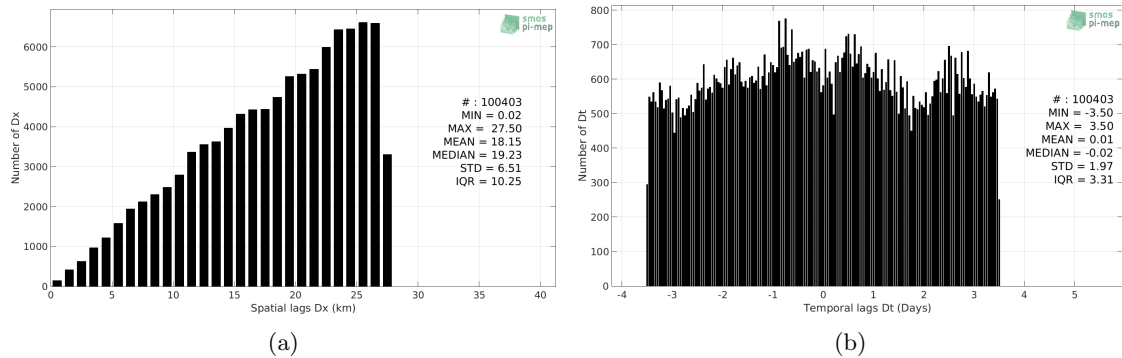 smos
pi-mep
6000
5000
4000
3000
2000
1000
0
Number of Dx
# : 100403
MIN = 0.02
MAX = 27.50
MEAN = 18.15
MEDIAN = 19.23
STD = 6.51
IQR = 10.25
0 5 10 15 20 25 30 35 40
Spatial lags Dx (km)
(a)
smos
pi-mep
800
700
600
500
400
300
200
100
0
Number of Dt
# : 100403
MIN = -3.50
MAX = 3.50
MEAN = 0.01
MEDIAN = -0.02
STD = 1.97
IQR = 3.31
-4 -3 -2 -1 0 1 2 3 4 5
Temporal lags Dt (Days)
(b)